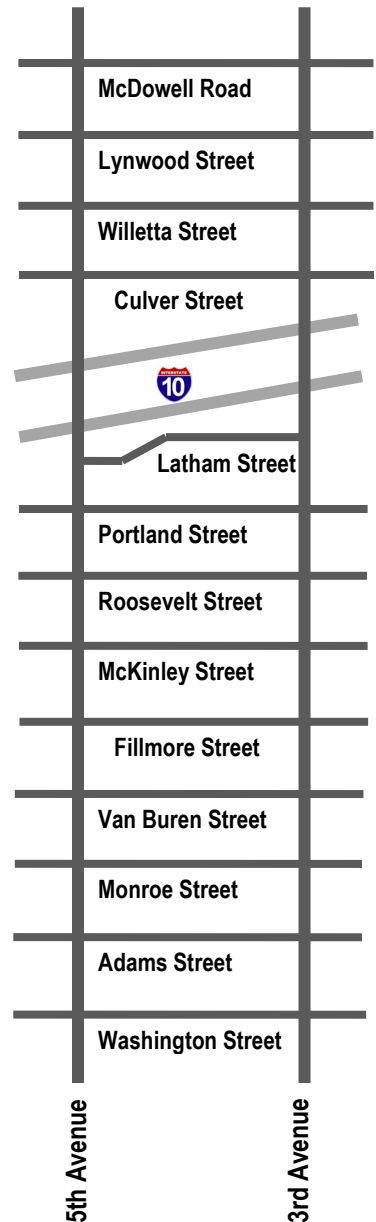 McDowell Road
Lynwood Street
Willetta Street
Culver Street
INTERSTATE
10
Latham Street
Portland Street
Roosevelt Street
McKinley Street
Fillmore Street
Van Buren Street
Monroe Street
Adams Street
Washington Street
5th Avenue
3rd Avenue